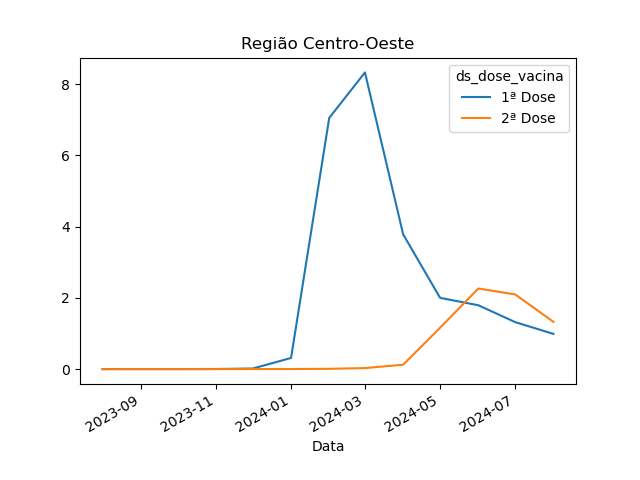 Região Centro-Oeste
ds_dose_vacina
1ª Dose
2ª Dose
8
6
4
2
0
2023-09
2023-11
2024-01
2024-03
2024-05
2024-07
Data